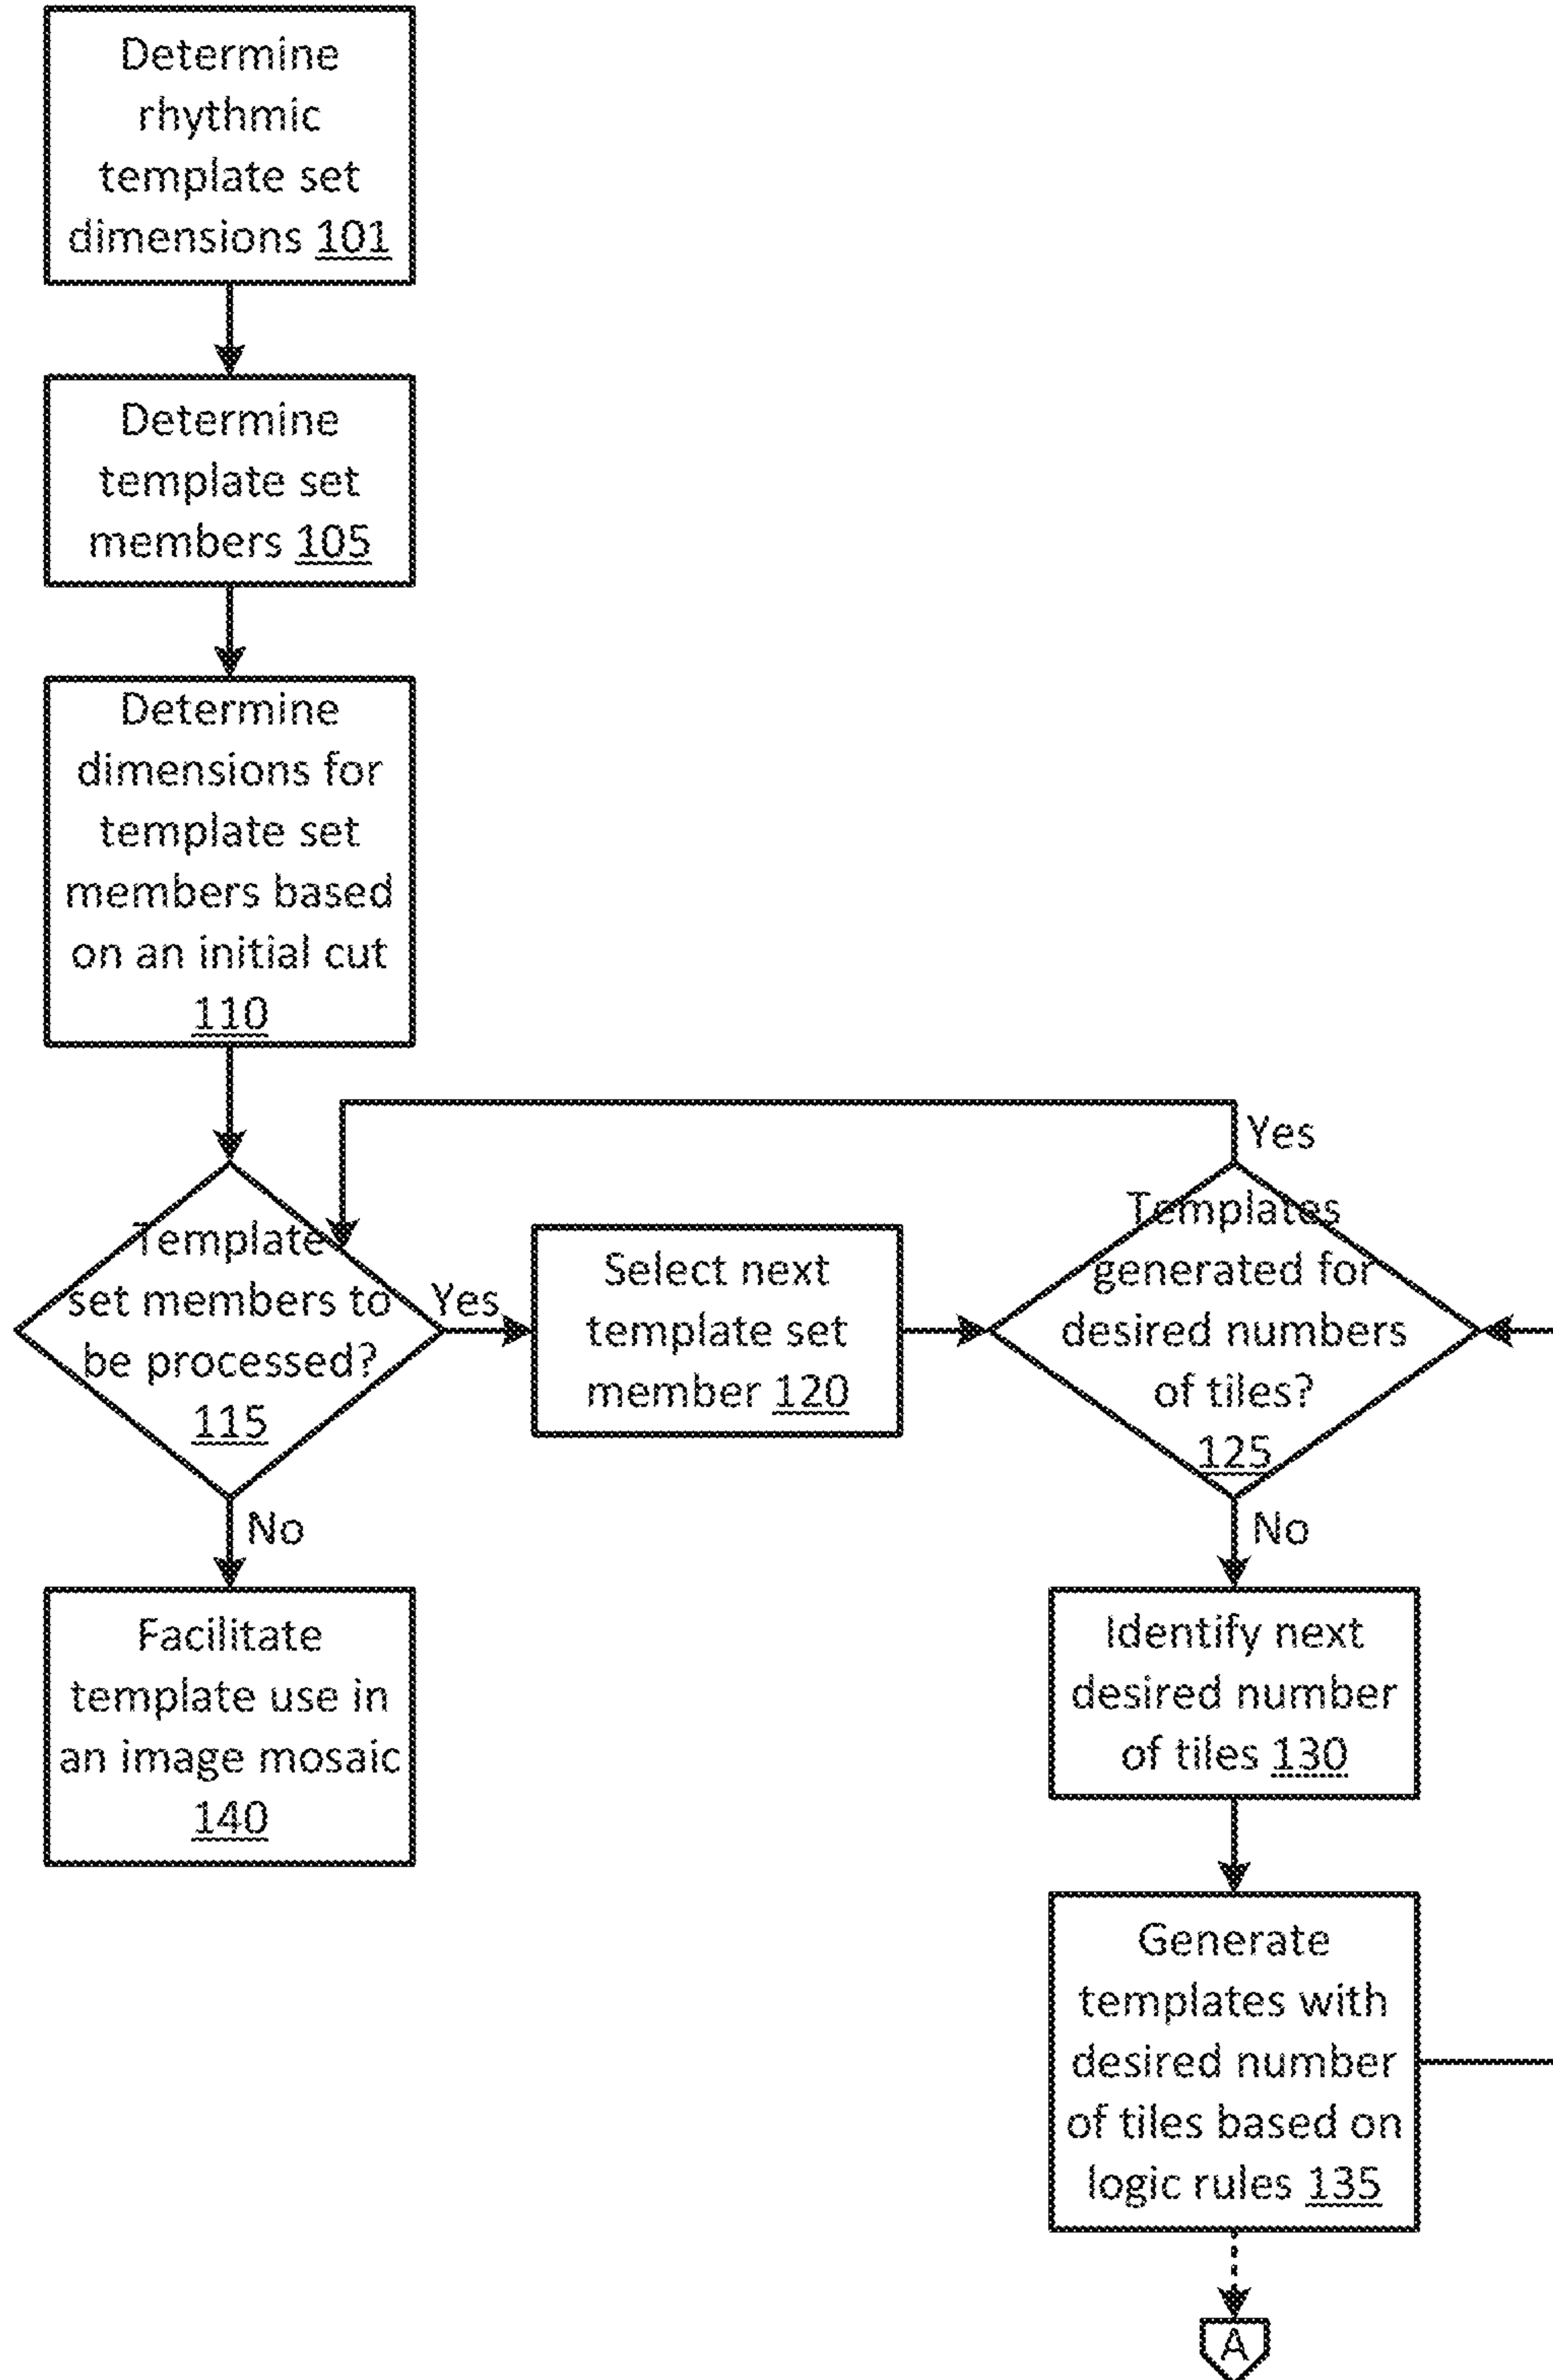 Determine
rhythmic
template set
dimensions 101
Determine
template set
members 105
Determine
dimensions for
template set
members based
on an initial cut
110
Template
set members to
be processed?
115
Yes
No
Select next
template set
member 120
Yes
Templates
generated for
desired numbers
of tiles?
125
No
Facilitate
template use in
an image mosaic
140
Identify next
desired number
of tiles 130
Generate
templates with
desired number
of tiles based on
logic rules 135
A